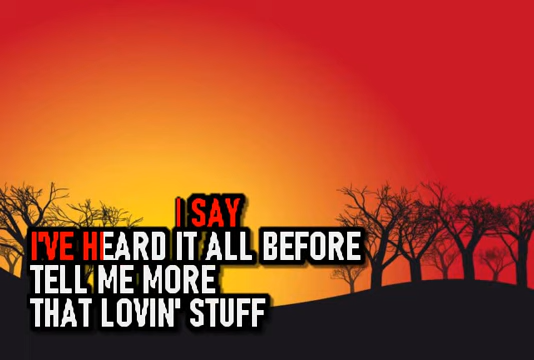 I SAY
I'VE HEARD IT ALL BEFORE
TELL ME MORE
THAT LOVIN' STUFF